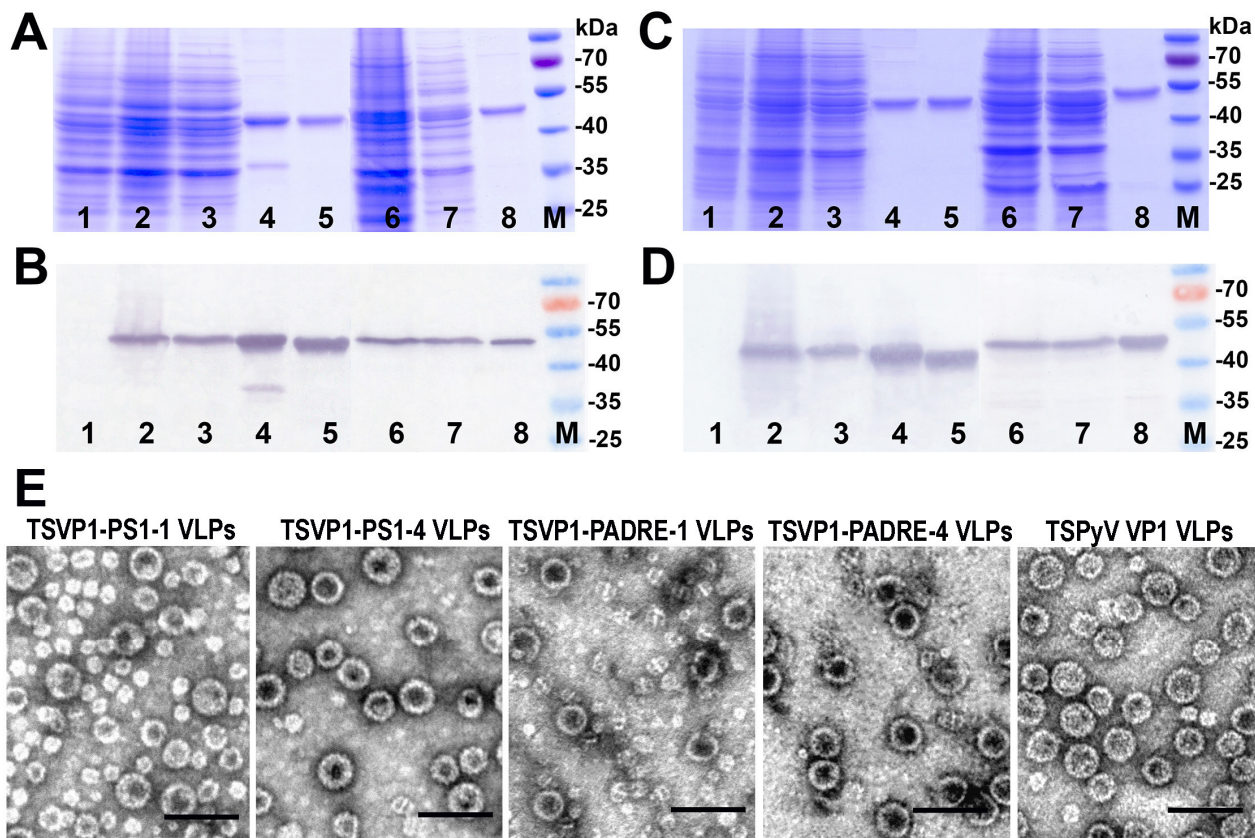 A
kDa
-70
-55
-40
-35
-25
1 2 3 4 5 6 7 8 M
C
kDa
-70
-55
-40
-35
-25
1 2 3 4 5 6 7 8 M
B
-70
-55
-40
-35
-25
1 2 3 4 5 6 7 8 M
D
-70
-55
-40
-35
-25
1 2 3 4 5 6 7 8 M
E
TSVP1-PS1-1 VLPs
TSVP1-PS1-4 VLPs
TSVP1-PADRE-1 VLPs
TSVP1-PADRE-4 VLPs
TSPyV VP1 VLPs